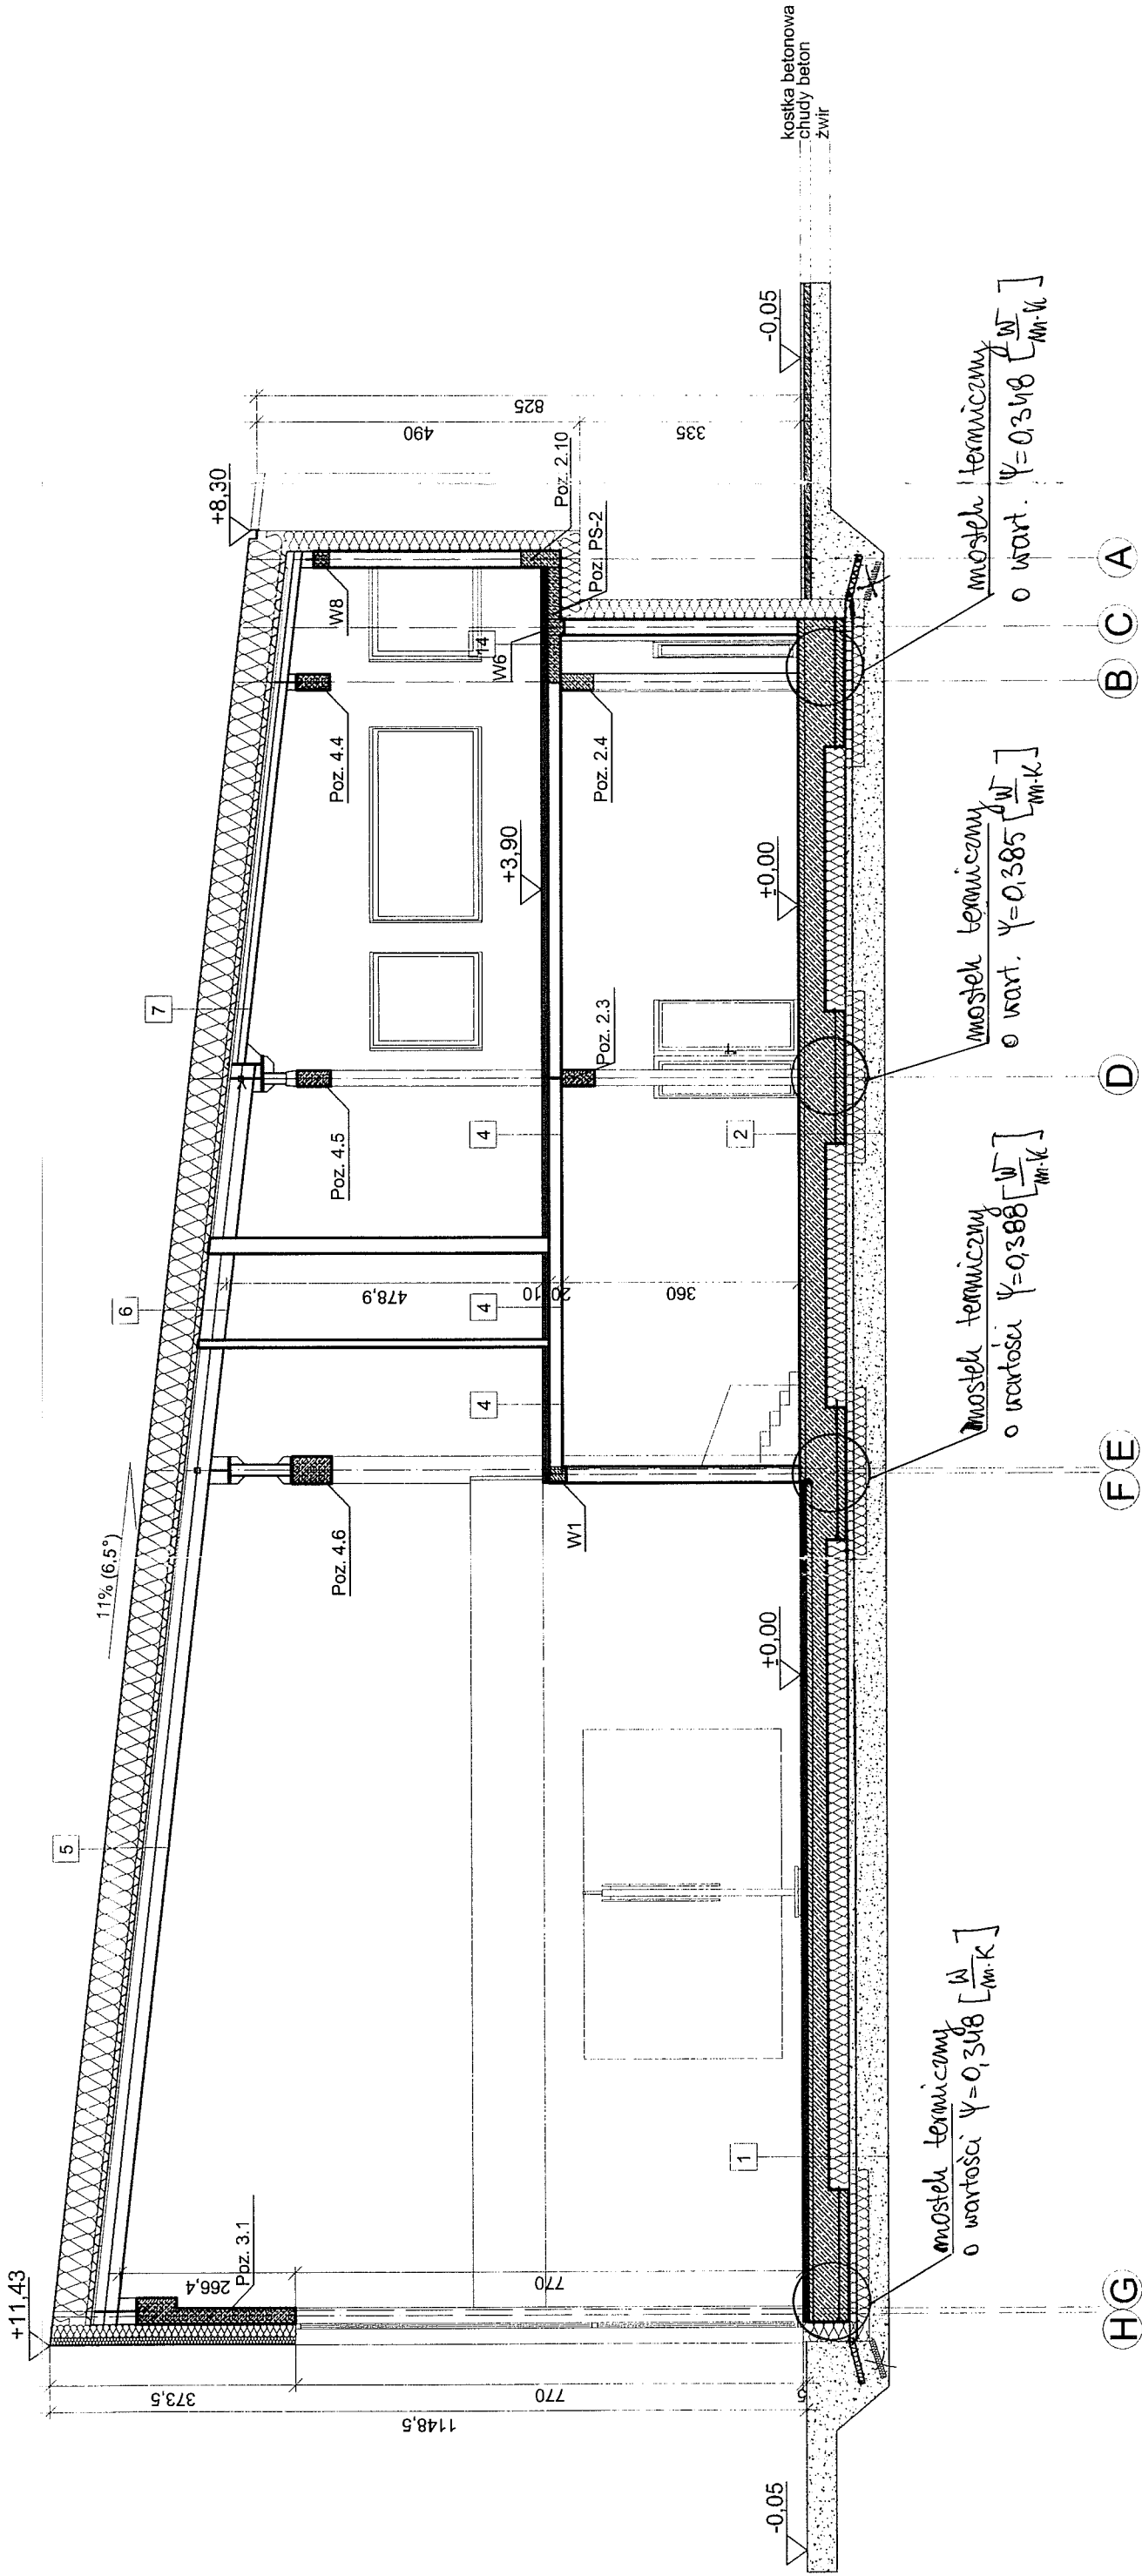 +11,43
11% (6,5°)
+8,30
5
6
7
266,4
Poz. 3.1
Poz. 4.6
Poz. 4.5
Poz. 4.4
W8
478,9
20
10
+3,90
14
W6
Poz. PS-2
Poz. 2.10
373,5
770
770
1148,5
5
490
335
825
4
4
4
W1
Poz. 2.3
Poz. 2.4
360
1
2
±0,00
±0,00
-0,05
-0,05
kostka betonowa
chudy beton
żwir
mostek termiczny
o wartości Ψ=0,348 [W/m·K]
mostek termiczny
o wartości Ψ=0,388 [W/m·K]
mostek termiczny
o wart. Ψ=0,385 [W/m·K]
mostek termiczny
o wart. Ψ=0,348 [W/m·K]
H G
F E
D
B
C
A